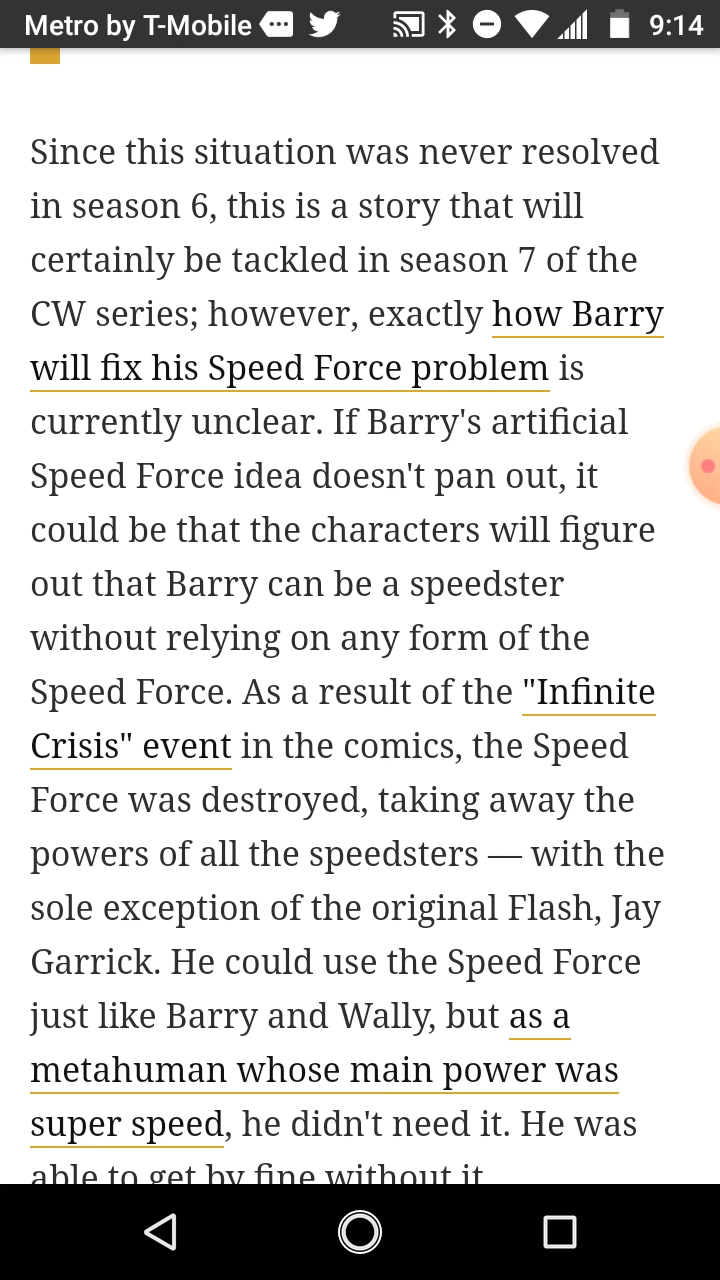 Metro by T-Mobile 9:14
Since this situation was never resolved
in season 6, this is a story that will
certainly be tackled in season 7 of the
CW series; however, exactly how Barry
will fix his Speed Force problem is
currently unclear. If Barry's artificial
Speed Force idea doesn't pan out, it
could be that the characters will figure
out that Barry can be a speedster
without relying on any form of the
Speed Force. As a result of the "Infinite
Crisis" event in the comics, the Speed
Force was destroyed, taking away the
powers of all the speedsters — with the
sole exception of the original Flash, Jay
Garrick. He could use the Speed Force
just like Barry and Wally, but as a
metahuman whose main power was
super speed, he didn't need it. He was
able to get by fine without it